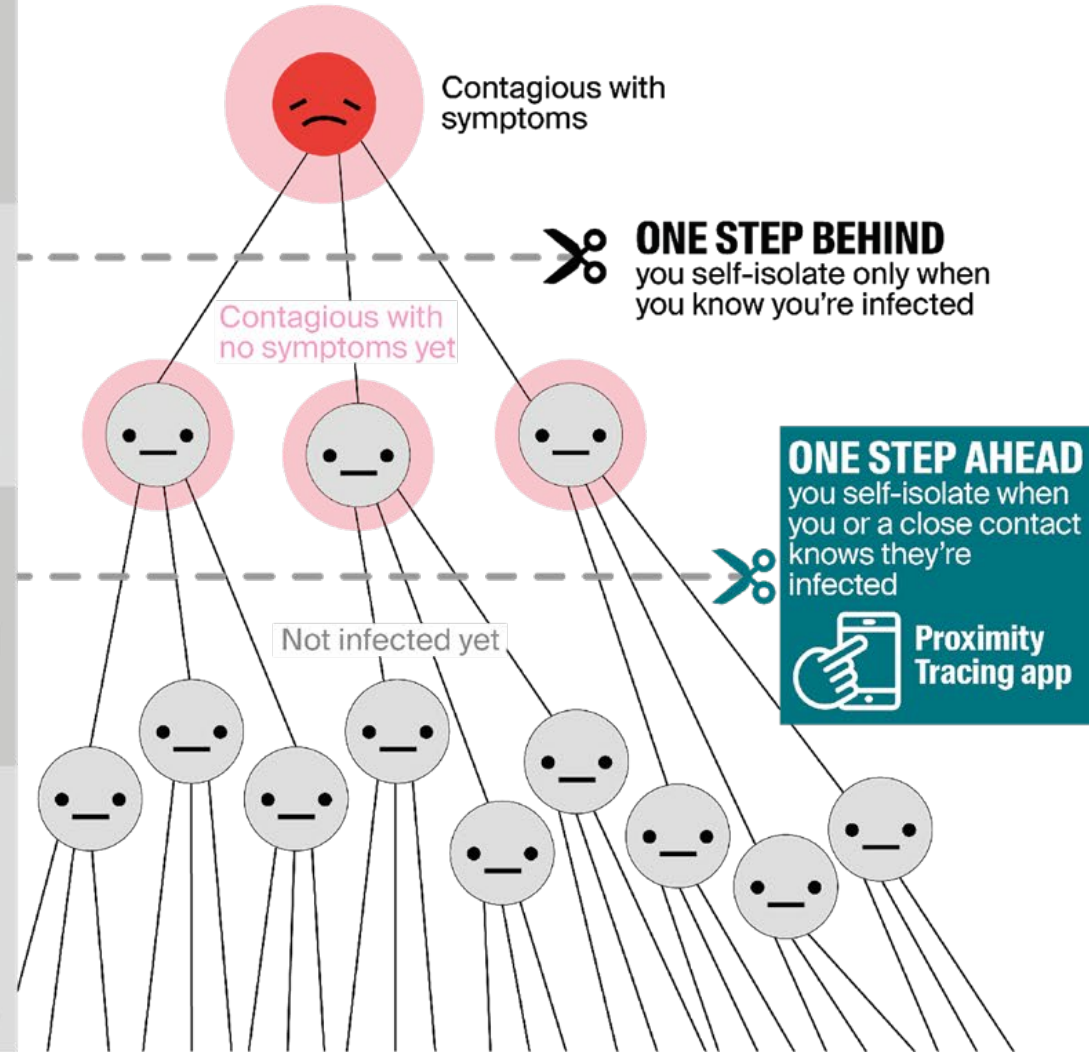 Contagious with
symptoms
ONE STEP BEHIND
you self-isolate only when
you know you're infected
Contagious with
no symptoms yet
ONE STEP AHEAD
you self-isolate when
you or a close contact
knows they're
infected
Proximity
Tracing app
Not infected yet